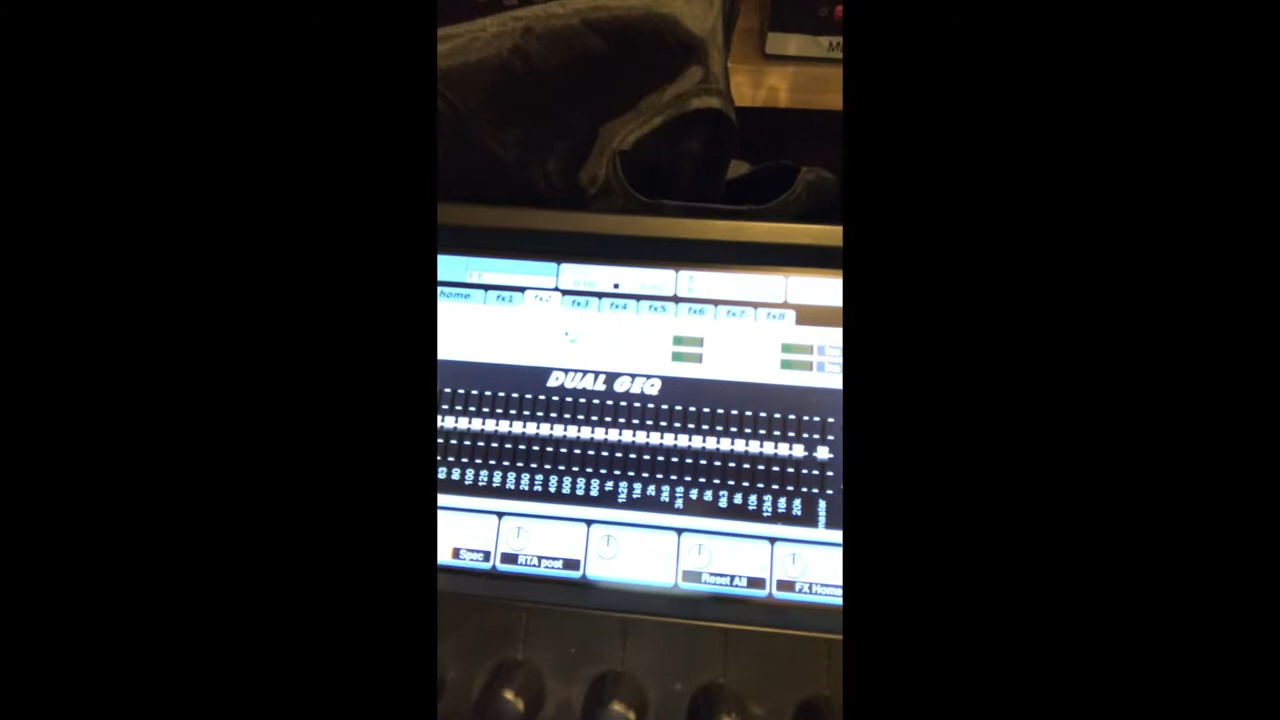 M
home fx1 fx2 fx3 fx4 fx5 fx6 fx7 fx8
DUAL GEQ
63 80 100 125 160 200 250 315 400 500 630 800 1k 1k25 1k6 2k 2k5 3k15 4k 5k 6k3 8k 10k 12k5 16k 20k master
Spec RTA post Reset All FX Home